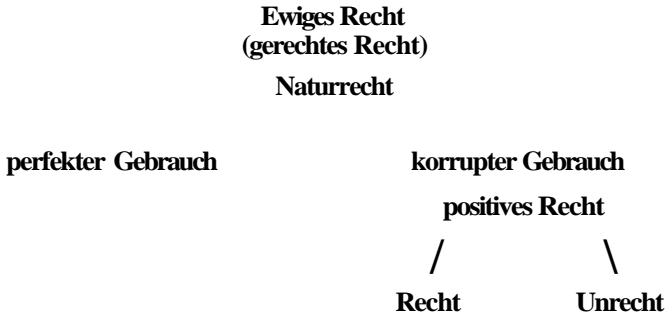 Ewiges Recht
(gerechtes Recht)
Naturrecht
perfekter Gebrauch korrupter Gebrauch
positives Recht
/ \
Recht Unrecht